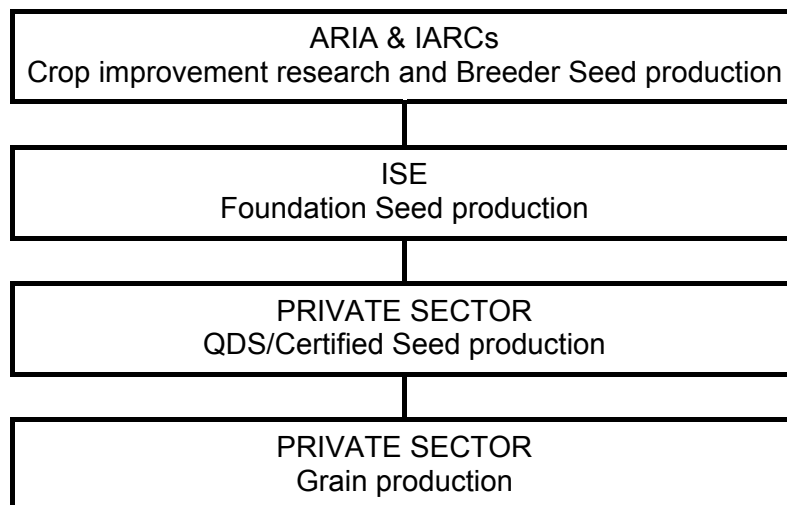 ARIA & IARCs
Crop improvement research and Breeder Seed production
ISE
Foundation Seed production
PRIVATE SECTOR
QDS/Certified Seed production
PRIVATE SECTOR
Grain production